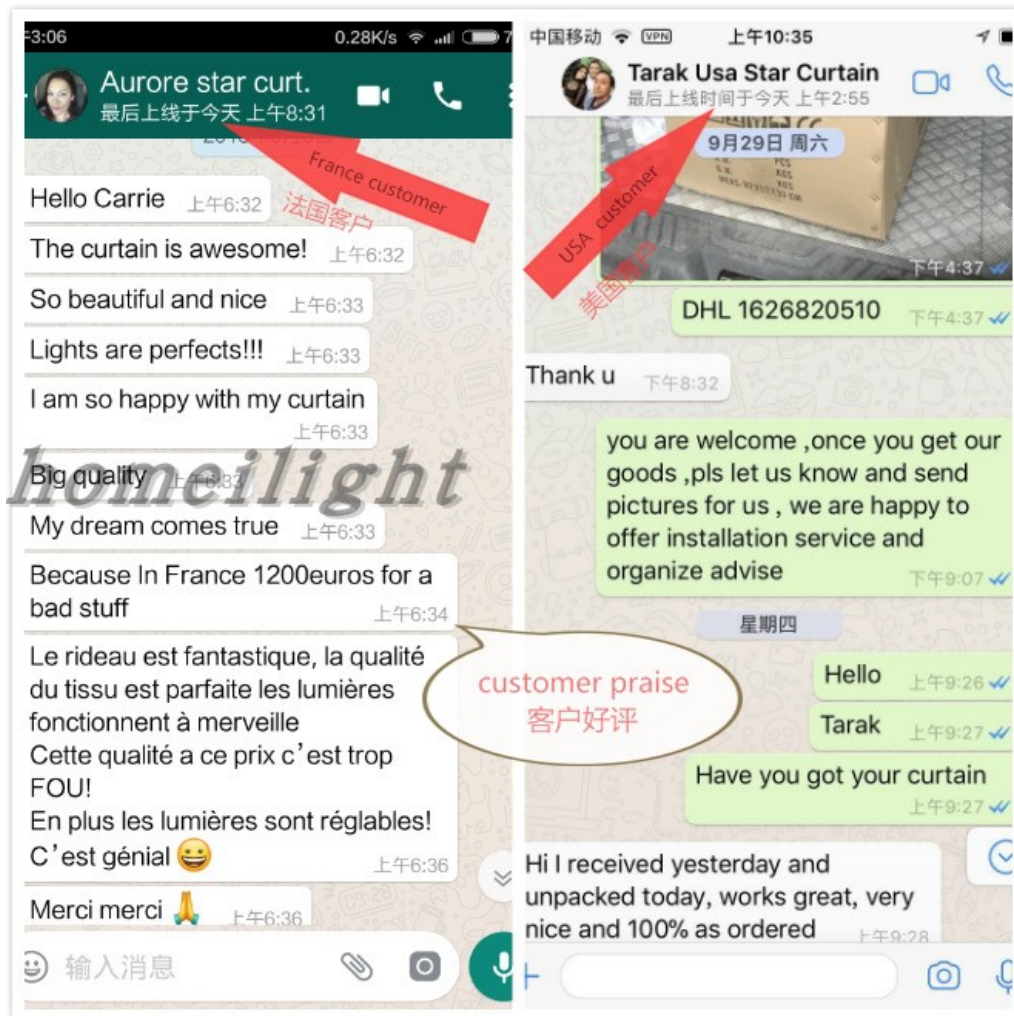 3:06
0.28K/s
7
Aurore star curt.
最后上线于今天 上午8:31
France customer
法国客户
Hello Carrie 上午6:32
The curtain is awesome! 上午6:32
So beautiful and nice 上午6:33
Lights are perfects!!! 上午6:33
I am so happy with my curtain
上午6:33
Big quality 上午6:33
homeilight
My dream comes true 上午6:33
Because In France 1200euros for a
bad stuff 上午6:34
Le rideau est fantastique, la qualité
du tissu est parfaite les lumières
fonctionnent à merveille
Cette qualité a ce prix c’est trop
FOU!
En plus les lumières sont réglables!
C’est génial 😄 上午6:36
Merci merci 🙏 上午6:36
输入消息
customer praise
客户好评
中国移动 VPN 上午10:35
Tarak Usa Star Curtain
最后上线时间于今天 上午2:55
9月29日 周六
USA customer
美国客户
下午4:37
DHL 1626820510 下午4:37
Thank u 下午8:32
you are welcome ,once you get our
goods ,pls let us know and send
pictures for us , we are happy to
offer installation service and
organize advise 下午9:07
星期四
Hello 上午9:26
Tarak 上午9:27
Have you got your curtain
上午9:27
Hi I received yesterday and
unpacked today, works great, very
nice and 100% as ordered 上午9:28